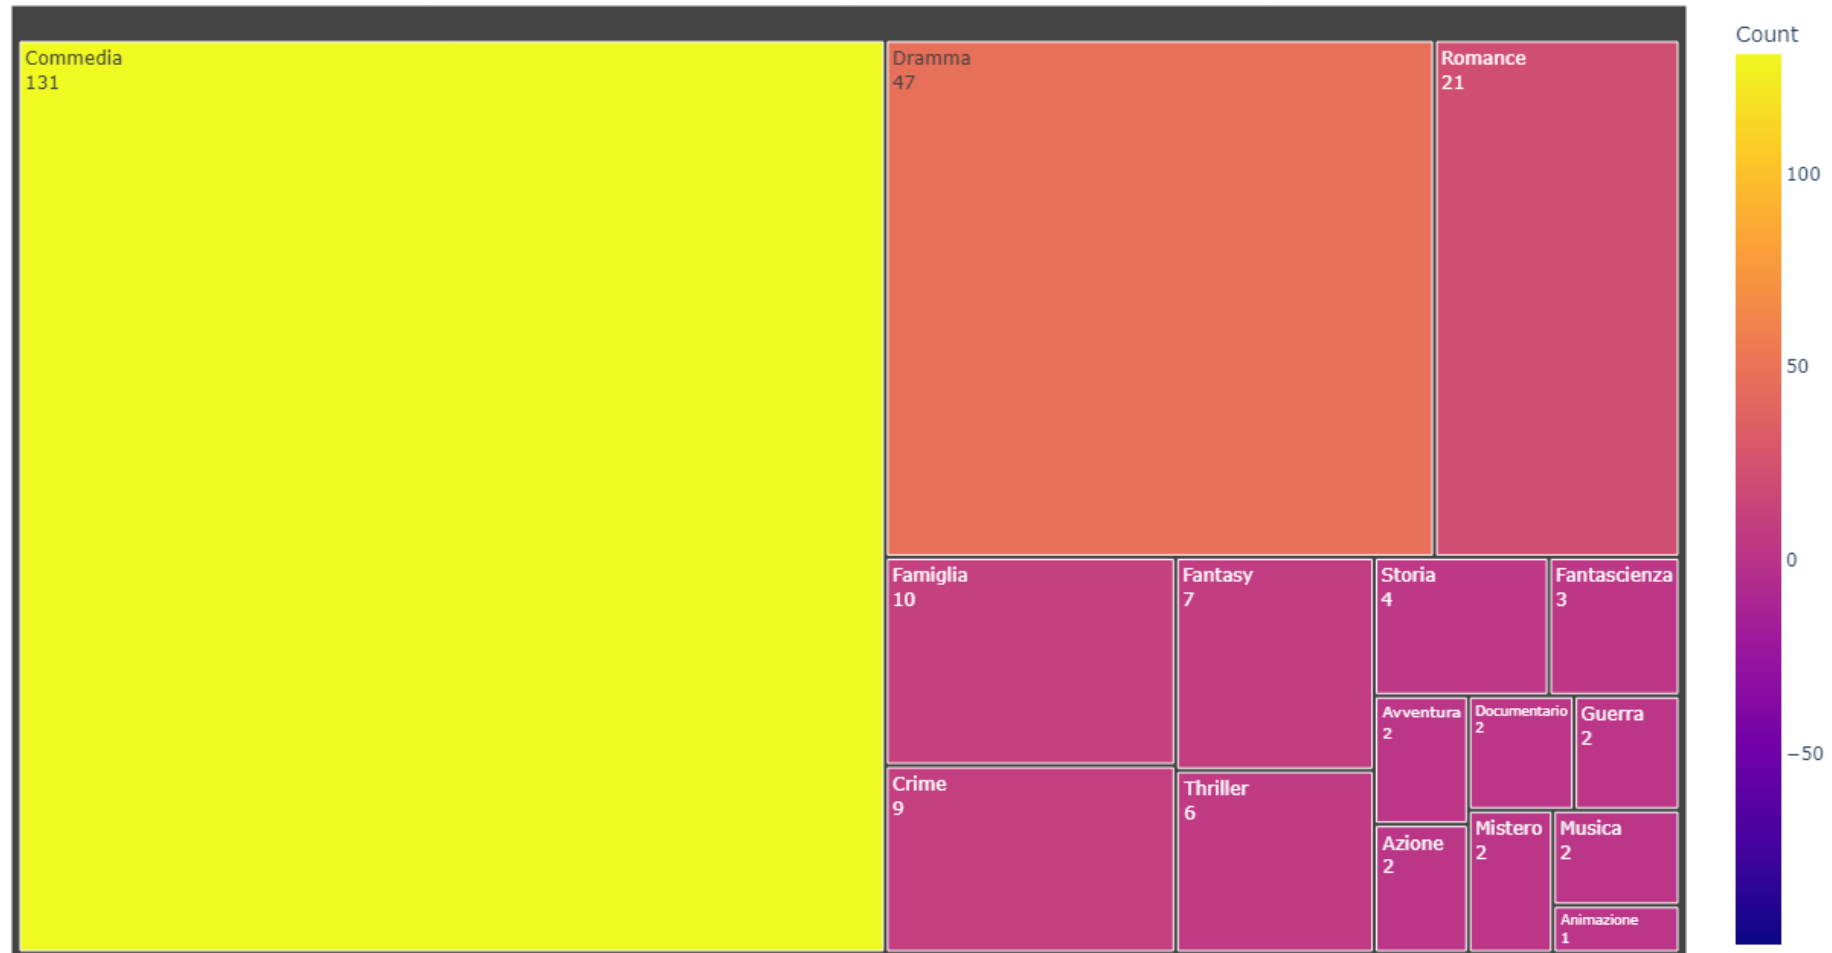 Commedia
131
Dramma
47
Romance
21
Famiglia
10
Fantasy
7
Storia
4
Fantascienza
3
Avventura
2
Documentario
2
Guerra
2
Crime
9
Thriller
6
Azione
2
Mistero
2
Musica
2
Animazione
1
Count
100
50
0
−50